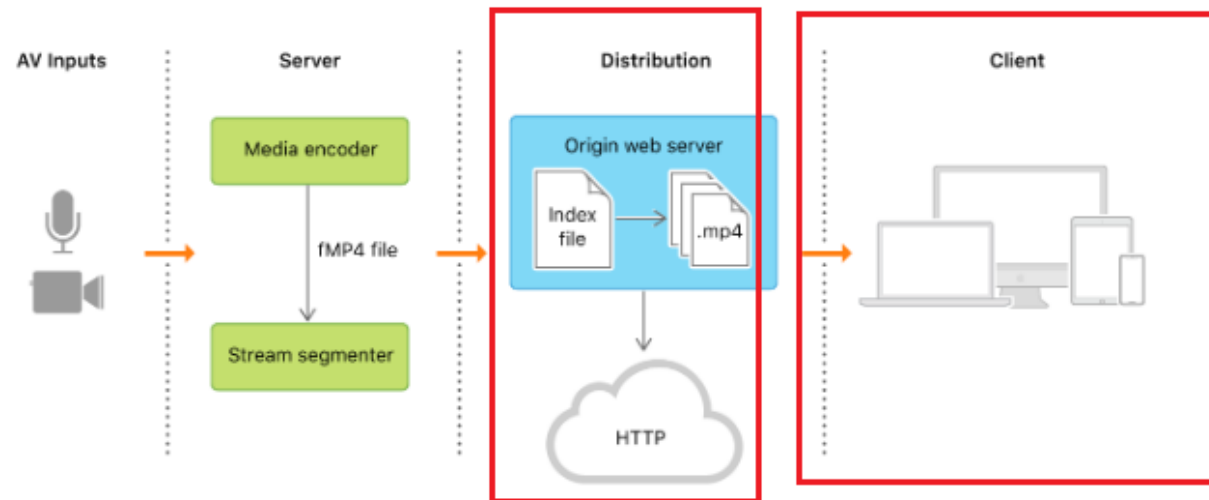 AV Inputs
Server
Distribution
Client
Media encoder
fMP4 file
Stream segmenter
Origin web server
Index
file
.mp4
HTTP